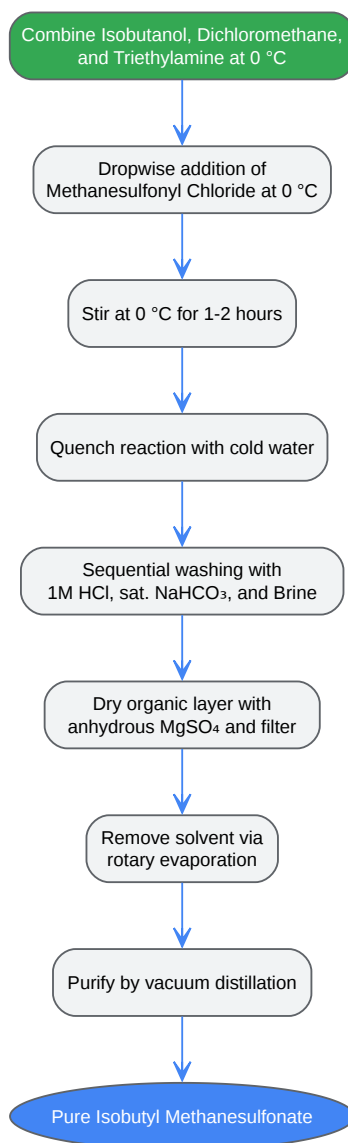 Combine Isobutanol, Dichloromethane,
and Triethylamine at 0 °C
Dropwise addition of
Methanesulfonyl Chloride at 0 °C
Stir at 0 °C for 1-2 hours
Quench reaction with cold water
Sequential washing with
1M HCl, sat. NaHCO₃, and Brine
Dry organic layer with
anhydrous MgSO₄ and filter
Remove solvent via
rotary evaporation
Purify by vacuum distillation
Pure Isobutyl Methanesulfonate